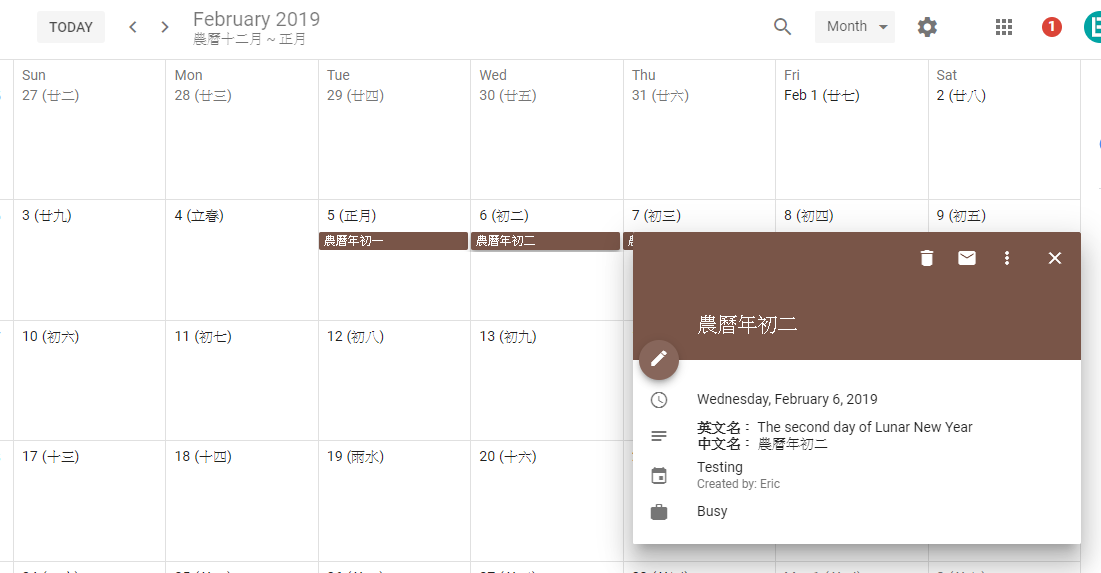 TODAY
February 2019
農曆十二月 ~ 正月
Month
1
Sun
Mon
Tue
Wed
Thu
Fri
Sat
27 (廿二)
28 (廿三)
29 (廿四)
30 (廿五)
31 (廿六)
Feb 1 (廿七)
2 (廿八)
3 (廿九)
4 (立春)
5 (正月)
6 (初二)
7 (初三)
8 (初四)
9 (初五)
農曆年初一
農曆年初二
農曆年初二
10 (初六)
11 (初七)
12 (初八)
13 (初九)
Wednesday, February 6, 2019
英文名： The second day of Lunar New Year
中文名： 農曆年初二
17 (十三)
18 (十四)
19 (雨水)
20 (十六)
Testing
Created by: Eric
Busy